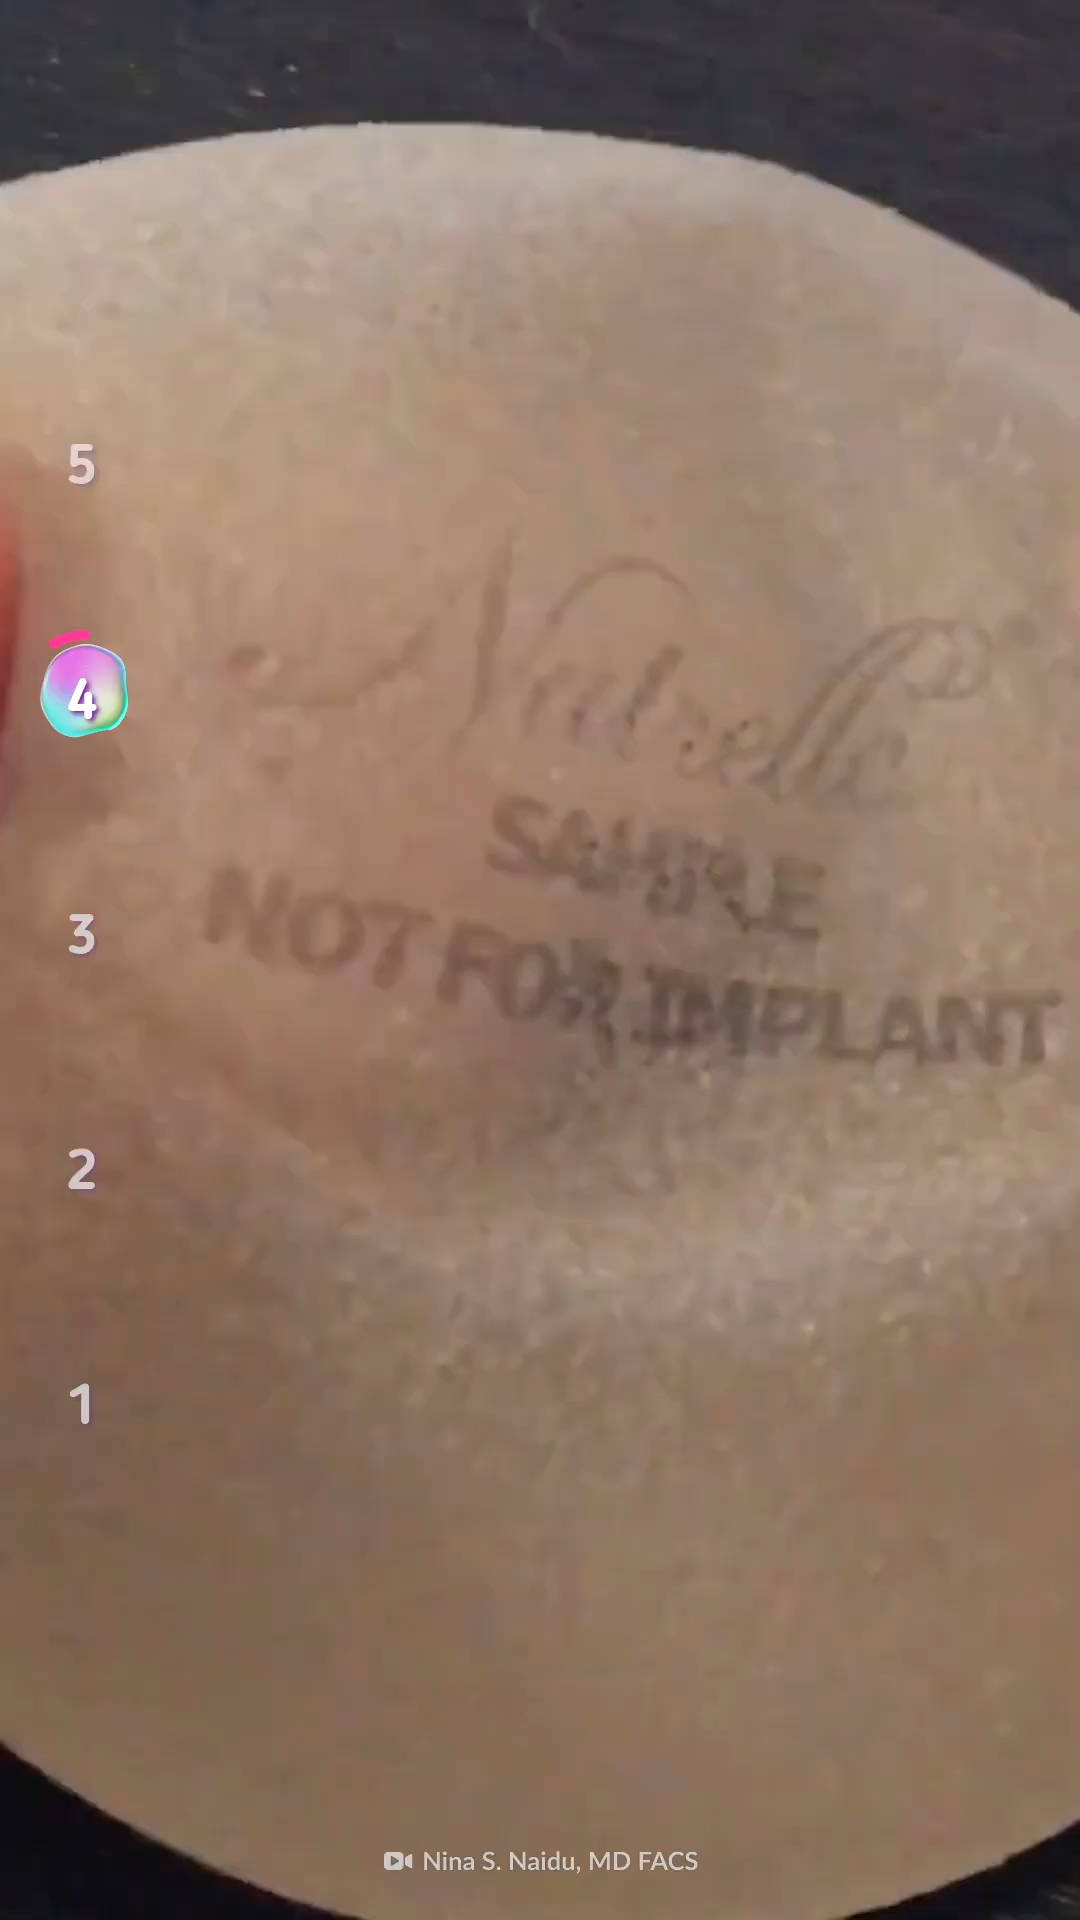 5
Natrelle
4
SAMPLE
NOT FOR IMPLANT
3
2
1
Nina S. Naidu, MD FACS